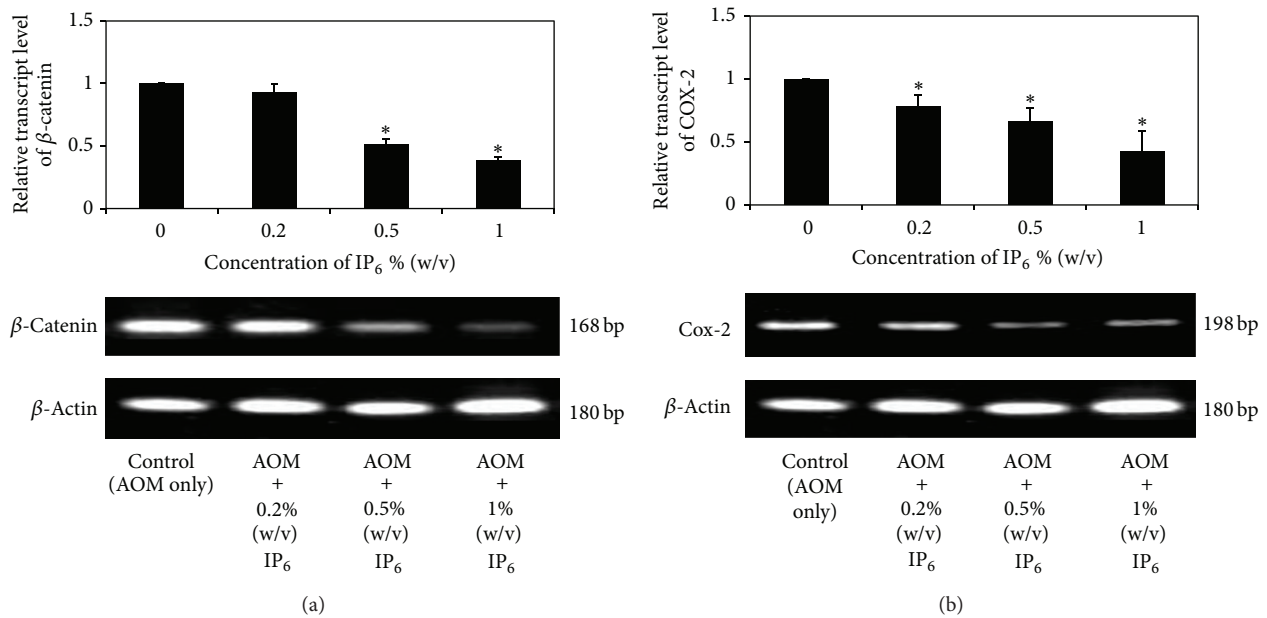 Relative transcript level
of β-catenin
1.5
1
0.5
0
*
*
0
0.2
0.5
1
Concentration of IP6 % (w/v)
β-Catenin
168 bp
β-Actin
180 bp
Control
(AOM only)
AOM
+
0.2%
(w/v)
IP6
AOM
+
0.5%
(w/v)
IP6
AOM
+
1%
(w/v)
IP6
(a)
Relative transcript level
of COX-2
1.5
1
0.5
0
*
*
*
0
0.2
0.5
1
Concentration of IP6 % (w/v)
Cox-2
198 bp
β-Actin
180 bp
Control
(AOM
only)
AOM
+
0.2%
(w/v)
IP6
AOM
+
0.5%
(w/v)
IP6
AOM
+
1%
(w/v)
IP6
(b)